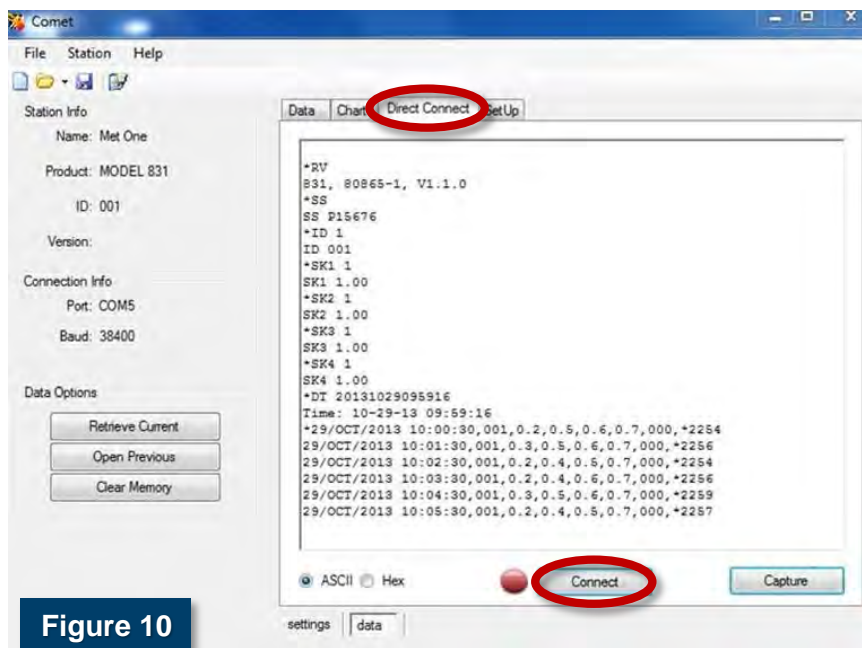 Comet
File Station Help
Station Info
Name: Met One
Product: MODEL 831
ID: 001
Version:
Connection Info
Port: COM5
Baud: 38400
Data Options
Retrieve Current
Open Previous
Clear Memory
Data Chart Direct Connect SetUp
*RV
831, 80865-1, V1.1.0
*SS
SS P15676
*ID 1
ID 001
*SK1 1
SK1 1.00
*SK2 1
SK2 1.00
*SK3 1
SK3 1.00
*SK4 1
SK4 1.00
*DT 20131029095916
Time: 10-29-13 09:59:16
*29/OCT/2013 10:00:30,001,0.2,0.5,0.6,0.7,000,*2254
29/OCT/2013 10:01:30,001,0.3,0.5,0.6,0.7,000,*2256
29/OCT/2013 10:02:30,001,0.2,0.4,0.5,0.7,000,*2254
29/OCT/2013 10:03:30,001,0.2,0.4,0.6,0.7,000,*2256
29/OCT/2013 10:04:30,001,0.3,0.5,0.6,0.7,000,*2259
29/OCT/2013 10:05:30,001,0.2,0.4,0.5,0.7,000,*2257
ASCII Hex Connect Capture
settings data
Figure 10